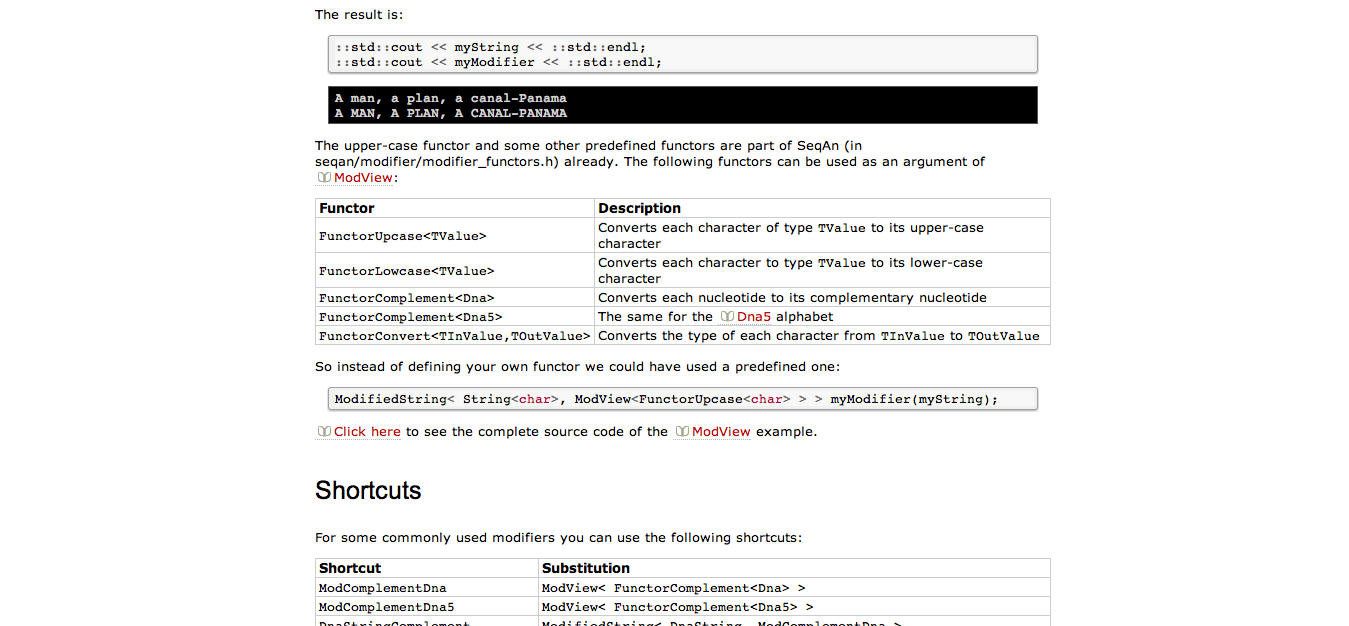 The result is:
::std::cout << myString << ::std::endl;
::std::cout << myModifier << ::std::endl;
A man, a plan, a canal-Panama
A MAN, A PLAN, A CANAL-PANAMA
The upper-case functor and some other predefined functors are part of SeqAn (in
seqan/modifier/modifier_functors.h) already. The following functors can be used as an argument of
ModView:
Functor Description
FunctorUpcase<TValue> Converts each character of type TValue to its upper-case
character
FunctorLowcase<TValue> Converts each character to type TValue to its lower-case
character
FunctorComplement<Dna> Converts each nucleotide to its complementary nucleotide
FunctorComplement<Dna5> The same for the Dna5 alphabet
FunctorConvert<TInValue,TOutValue> Converts the type of each character from TInValue to TOutValue
So instead of defining your own functor we could have used a predefined one:
ModifiedString< String<char>, ModView<FunctorUpcase<char> > > myModifier(myString);
Click here to see the complete source code of the ModView example.
Shortcuts
For some commonly used modifiers you can use the following shortcuts:
Shortcut Substitution
ModComplementDna ModView< FunctorComplement<Dna> >
ModComplementDna5 ModView< FunctorComplement<Dna5> >
DnaStringComplement ModifiedString< DnaString, ModComplementDna >